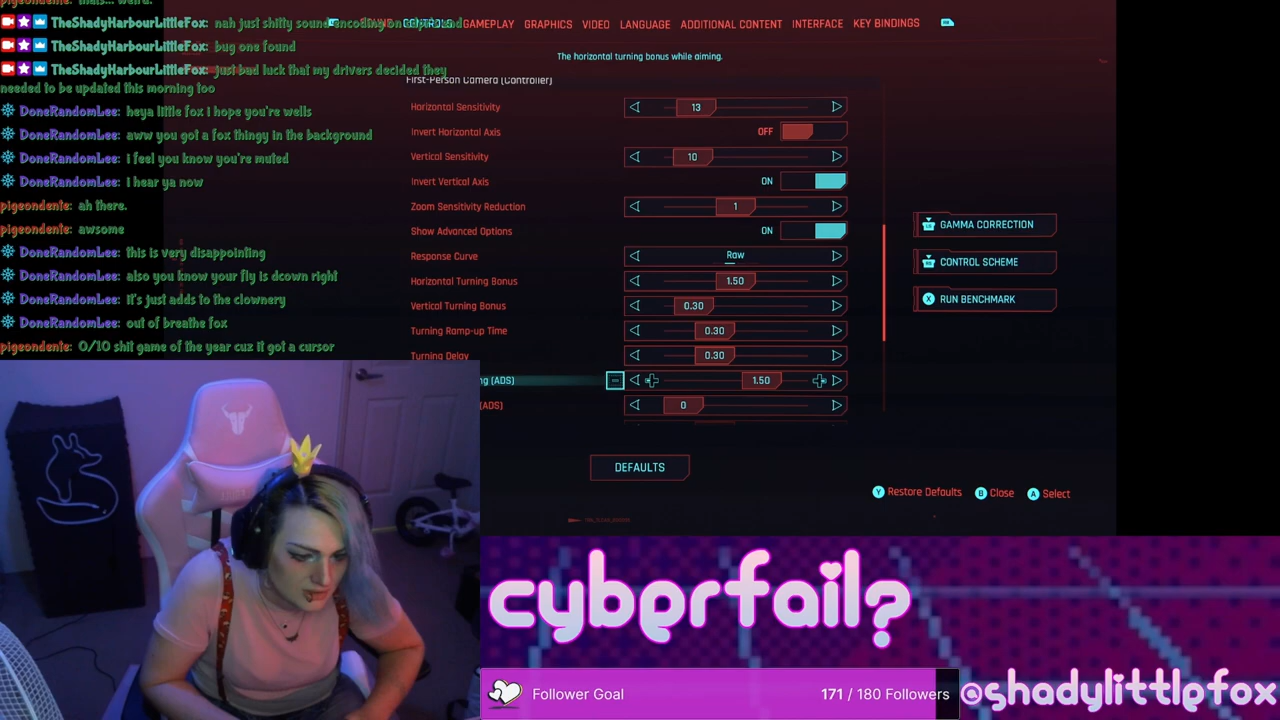 thats... weird.
TheShadyHarbourLittleFox: nah just shitty sound encoding on
TheShadyHarbourLittleFox: bug one found
TheShadyHarbourLittleFox: just bad luck that my drivers decided they
needed to be updated this morning too
DoneRandomLee: heya little fox i hope you're wells
DoneRandomLee: aww you got a fox thingy in the background
DoneRandomLee: i feel you know you're muted
DoneRandomLee: I hear ya now
pigeondente: ah there.
pigeondente: awsome
DoneRandomLee: this is very disappointing
DoneRandomLee: also you know your fly is dcown right
DoneRandomLee: it's just adds to the clownery
DoneRandomLee: out of breathe fox
pigeondente: 0/10 shit game of the year cuz it got a cursor
CONTROLS GAMEPLAY GRAPHICS VIDEO LANGUAGE ADDITIONAL CONTENT INTERFACE KEY BINDINGS
The horizontal turning bonus while aiming.
First-Person Camera (Controller)
Horizontal Sensitivity 13
Invert Horizontal Axis OFF
Vertical Sensitivity 10
Invert Vertical Axis ON
Zoom Sensitivity Reduction 1
Show Advanced Options ON
Response Curve Raw
Horizontal Turning Bonus 1.50
Vertical Turning Bonus 0.30
Turning Ramp-up Time 0.30
Turning Delay 0.30
ng (ADS) 1.50
(ADS) 0
GAMMA CORRECTION
CONTROL SCHEME
X RUN BENCHMARK
DEFAULTS
Y Restore Defaults B Close A Select
cyberfail?
Follower Goal 171 / 180 Followers
@shadylittlefox